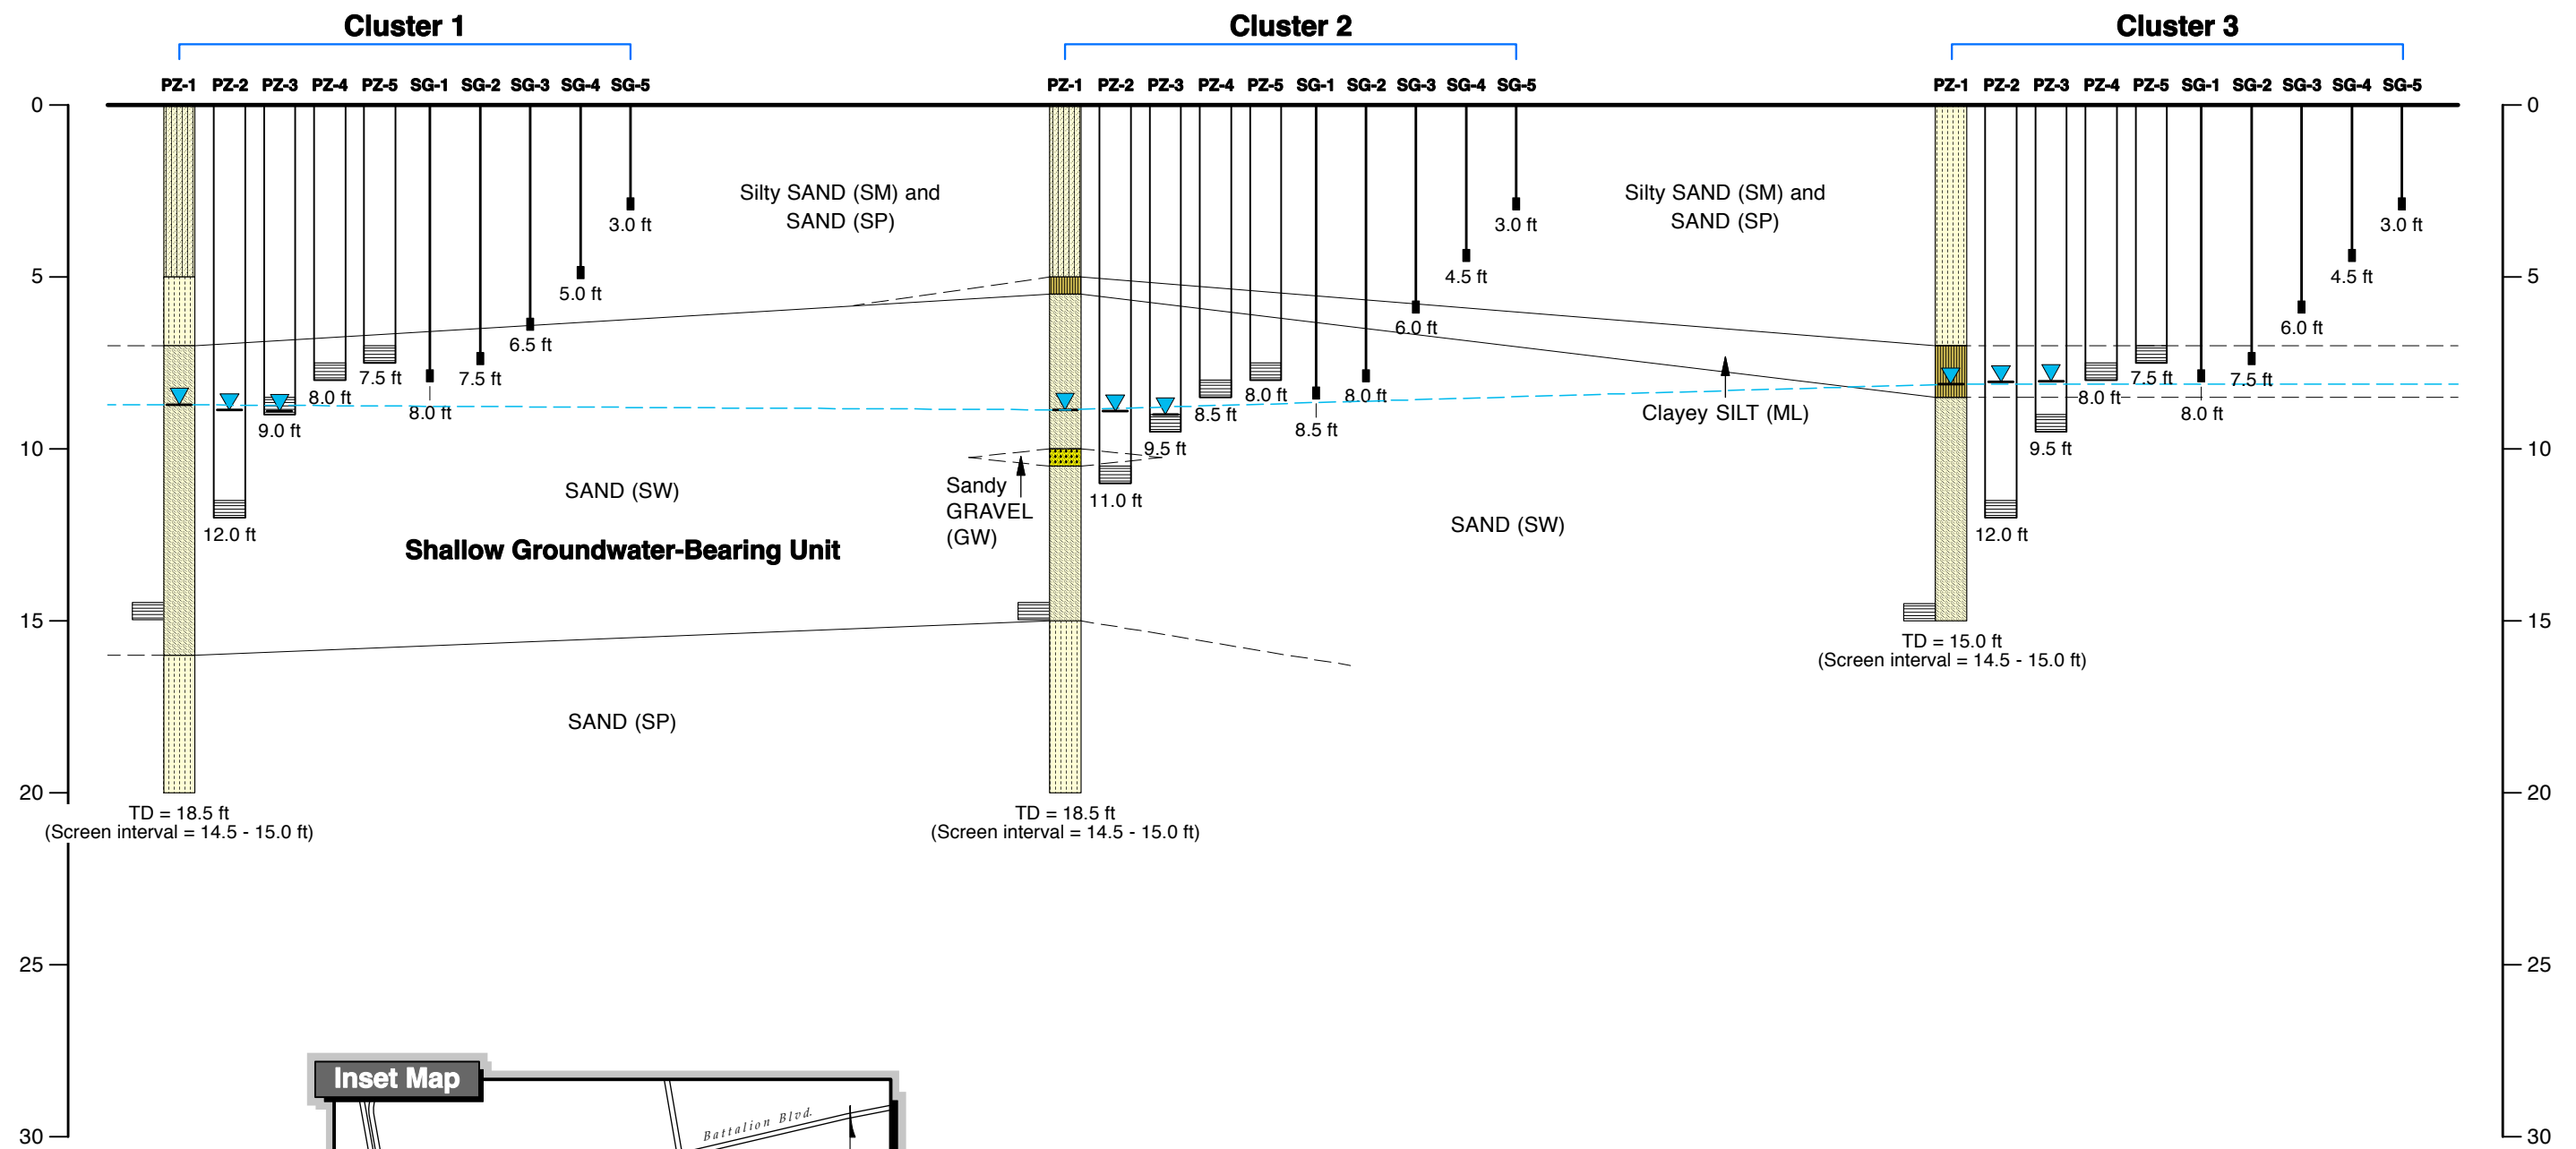 Cluster 1
Cluster 2
Cluster 3
PZ-1 PZ-2 PZ-3 PZ-4 PZ-5 SG-1 SG-2 SG-3 SG-4 SG-5
PZ-1 PZ-2 PZ-3 PZ-4 PZ-5 SG-1 SG-2 SG-3 SG-4 SG-5
PZ-1 PZ-2 PZ-3 PZ-4 PZ-5 SG-1 SG-2 SG-3 SG-4 SG-5
0
5
10
15
20
25
30
0
5
10
15
20
25
30
12.0 ft
9.0 ft
8.0 ft
7.5 ft
8.0 ft
7.5 ft
6.5 ft
5.0 ft
3.0 ft
Silty SAND (SM) and
SAND (SP)
SAND (SW)
Shallow Groundwater-Bearing Unit
SAND (SP)
TD = 18.5 ft
(Screen interval = 14.5 - 15.0 ft)
Sandy
GRAVEL
(GW)
11.0 ft
9.5 ft
8.5 ft
8.0 ft
8.5 ft
8.0 ft
6.0 ft
4.5 ft
3.0 ft
TD = 18.5 ft
(Screen interval = 14.5 - 15.0 ft)
Silty SAND (SM) and
SAND (SP)
Clayey SILT (ML)
SAND (SW)
12.0 ft
9.5 ft
8.0 ft
7.5 ft
8.0 ft
7.5 ft
6.0 ft
4.5 ft
3.0 ft
TD = 15.0 ft
(Screen interval = 14.5 - 15.0 ft)
Inset Map
Battalion Blvd.